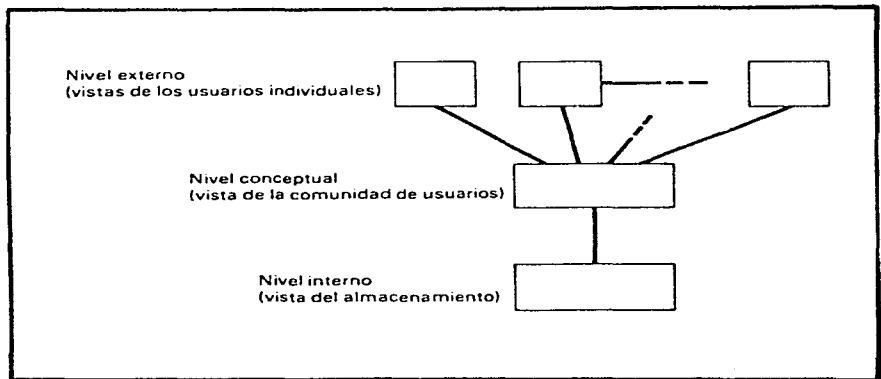 Nivel externo
(vistas de los usuarios individuales)
Nivel conceptual
(vista de la comunidad de usuarios)
Nivel interno
(vista del almacenamiento)